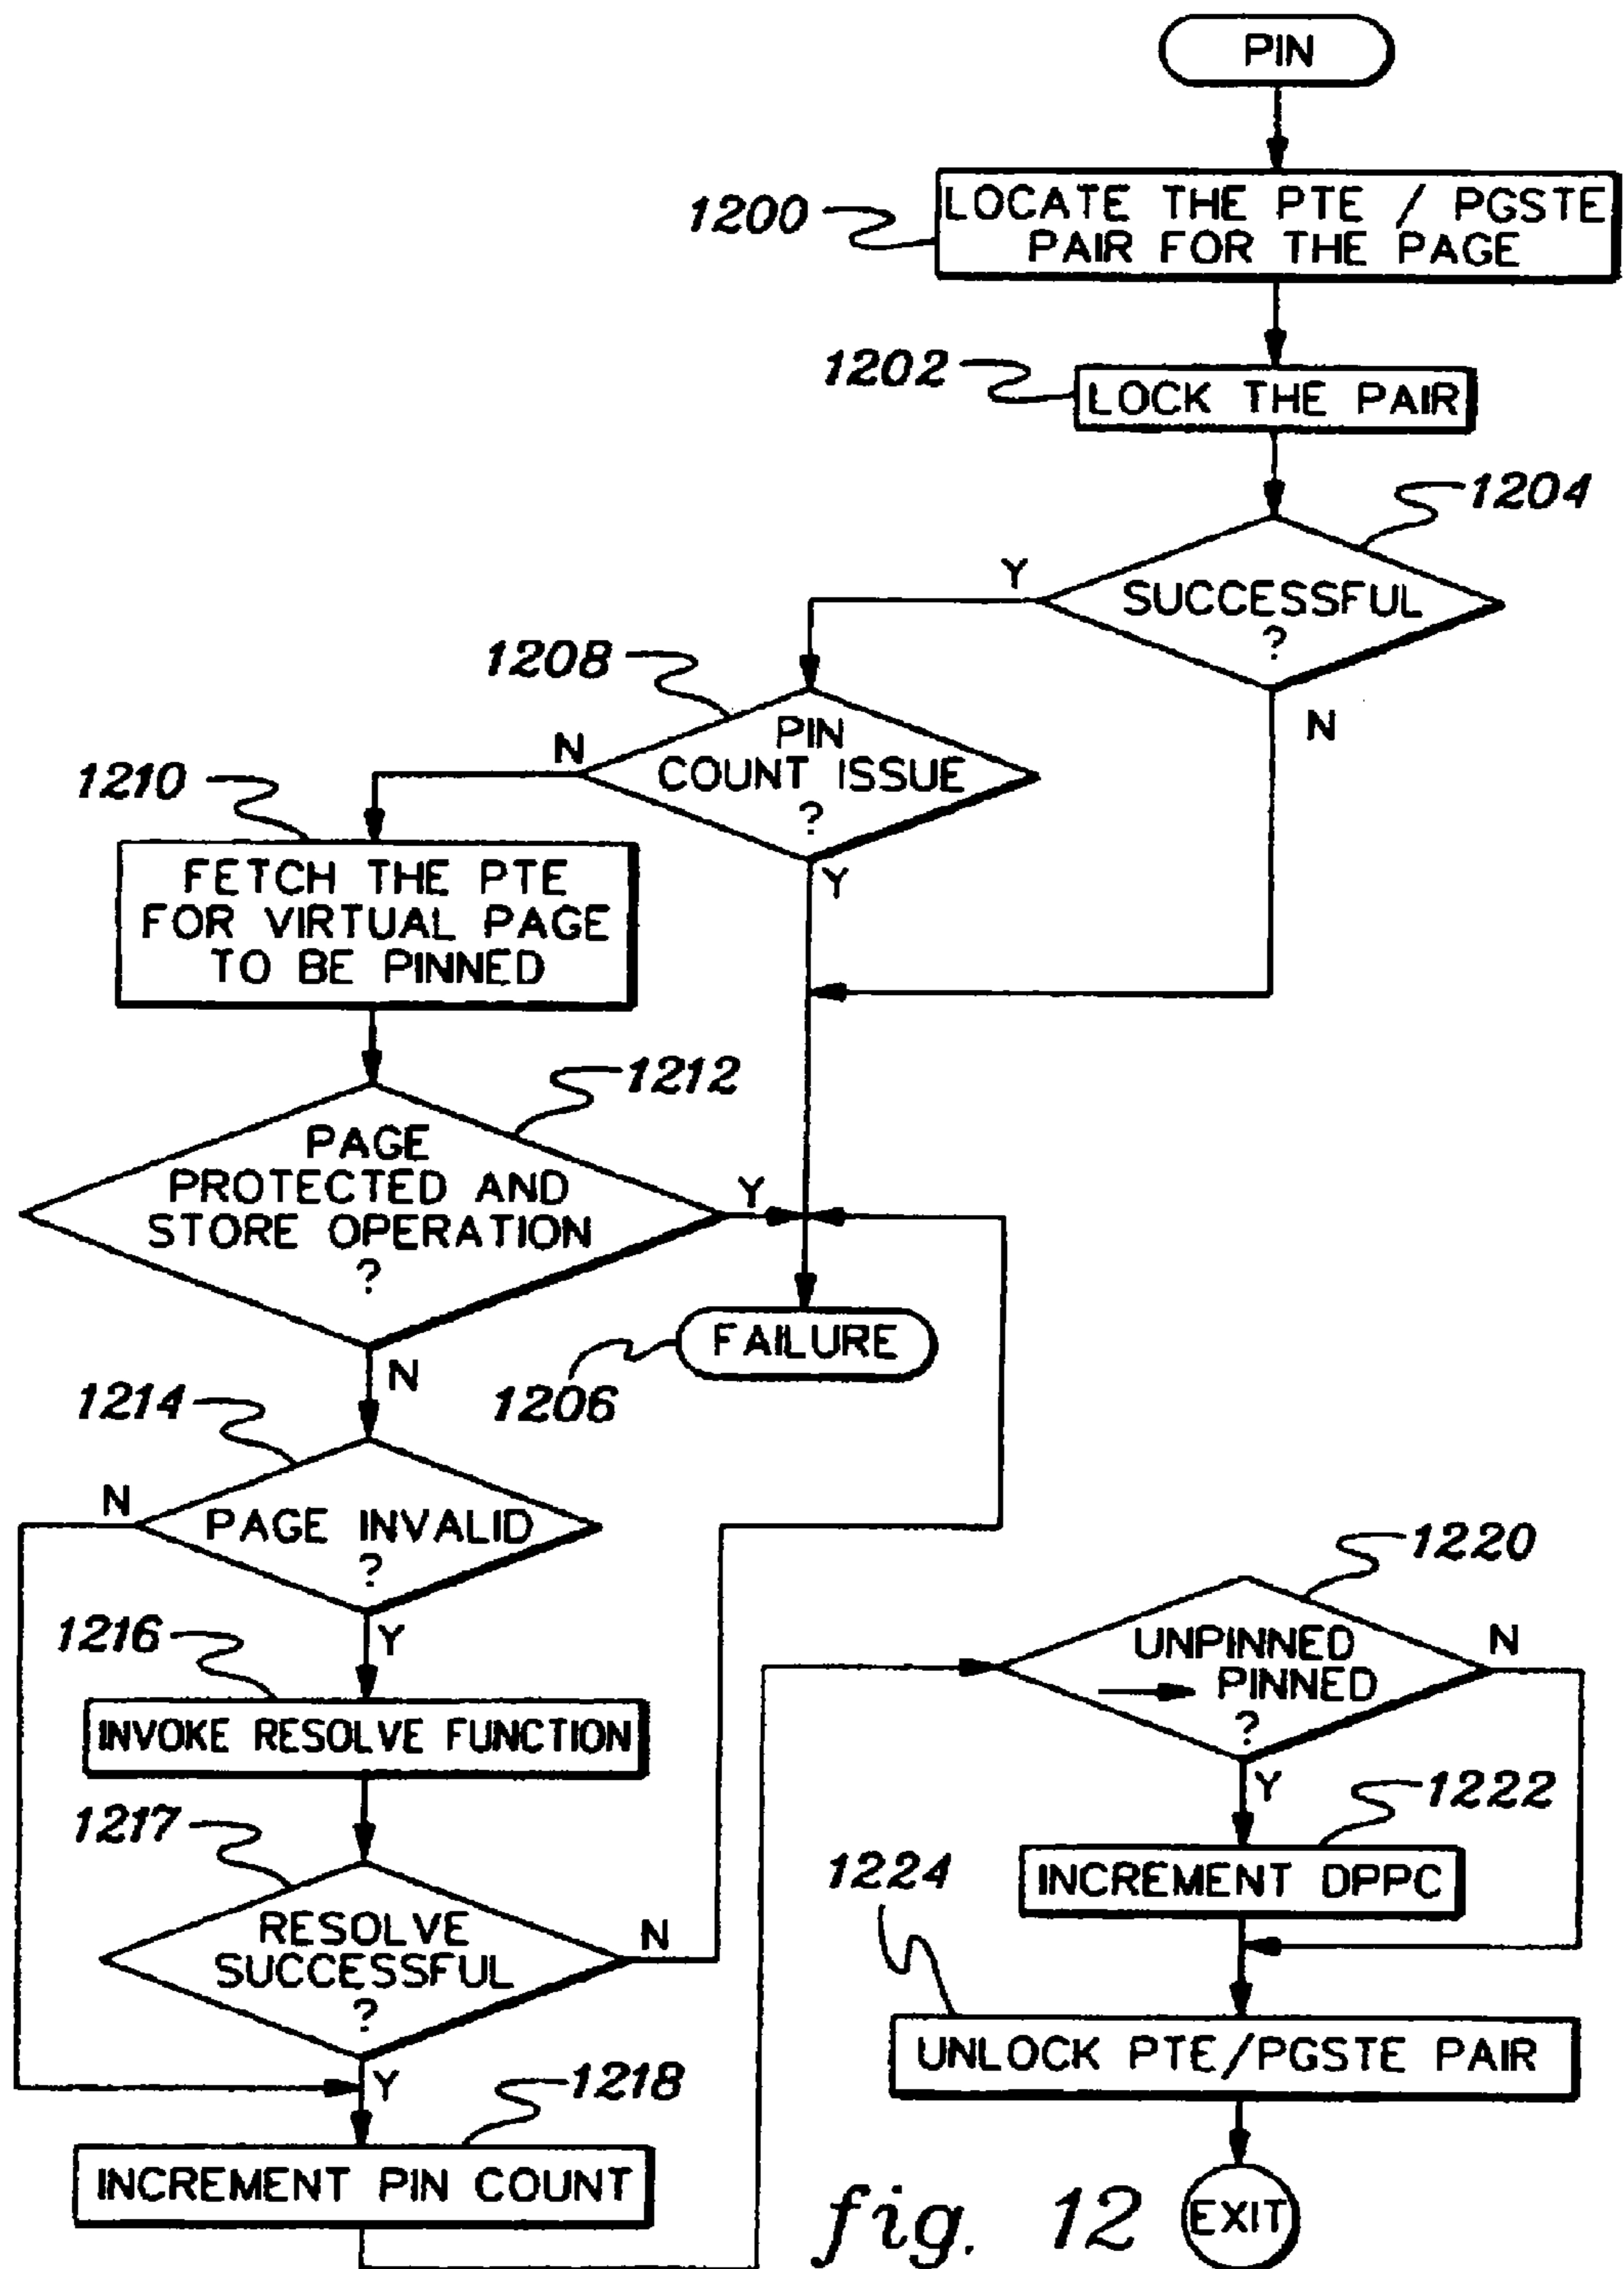 PIN
1200
LOCATE THE PTE / PGSTE
PAIR FOR THE PAGE
1202
LOCK THE PAIR
1204
SUCCESSFUL
?
Y
N
1208
PIN
COUNT ISSUE
?
N
Y
1210
FETCH THE PTE
FOR VIRTUAL PAGE
TO BE PINNED
1212
PAGE
PROTECTED AND
STORE OPERATION
?
Y
N
FAILURE
1206
1214
PAGE INVALID
?
N
Y
1216
INVOKE RESOLVE FUNCTION
1217
RESOLVE
SUCCESSFUL
?
N
Y
1218
INCREMENT PIN COUNT
1220
UNPINNED
→ PINNED
?
N
Y
1222
INCREMENT DPPC
1224
UNLOCK PTE/PGSTE PAIR
EXIT
fig. 12